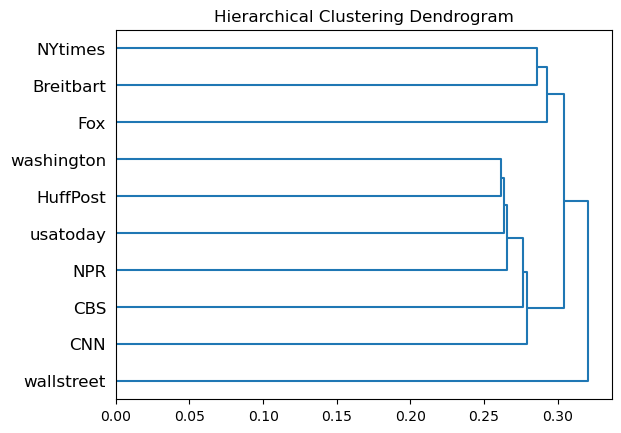 Hierarchical Clustering Dendrogram
NYtimes
Breitbart
Fox
washington
HuffPost
usatoday
NPR
CBS
CNN
wallstreet
0.00 0.05 0.10 0.15 0.20 0.25 0.30